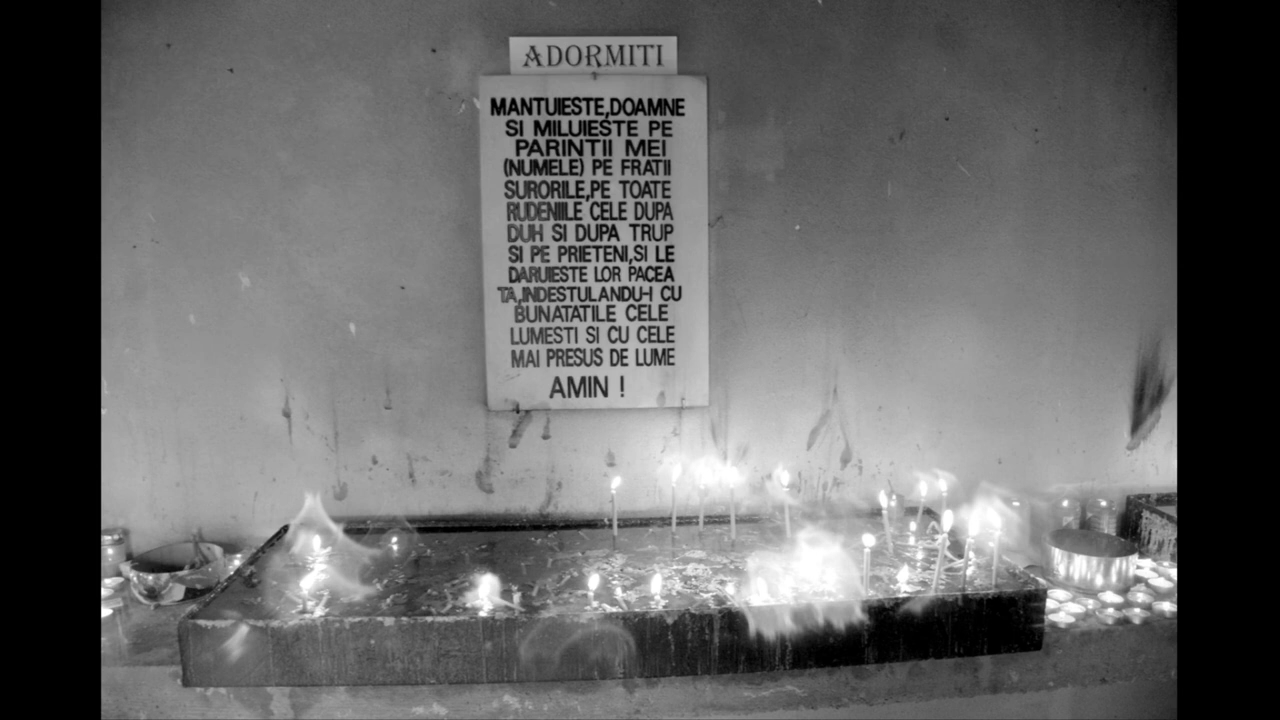 ADORMITI
MANTUIESTE,DOAMNE
SI MILUIESTE PE
PARINTII MEI
(NUMELE) PE FRATII
SURORILE,PE TOATE
RUDENIILE CELE DUPA
DUH SI DUPA TRUP
SI PE PRIETENI,SI LE
DARUIESTE LOR PACEA
TA,INDESTULANDU-I CU
BUNATATILE CELE
LUMESTI SI CU CELE
MAI PRESUS DE LUME
AMIN !